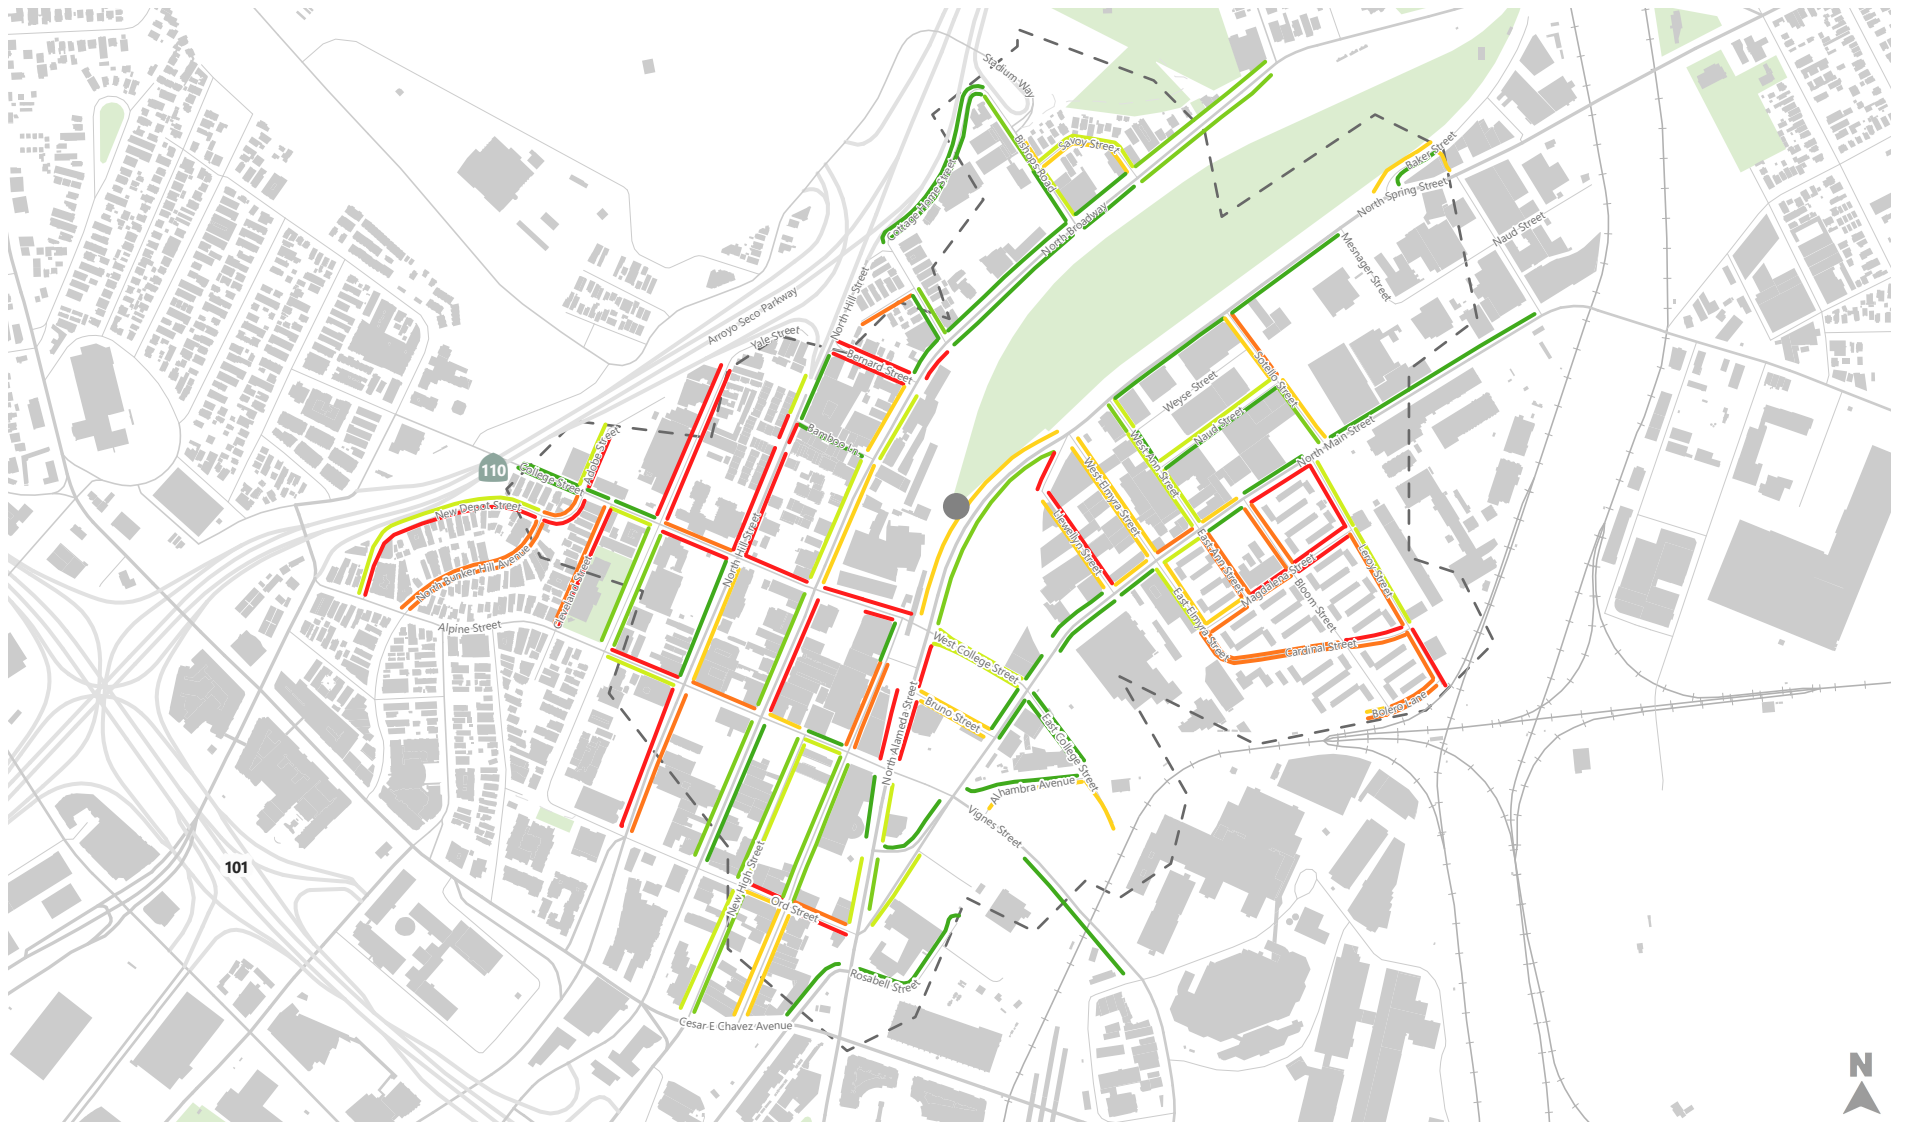 Stadium Way
Savoy Street
Bishops Road
Baker Street
Cottage Home Street
North Spring Street
North Broadway
Naud Street
Mesnager Street
North Hill Street
Arroyo Seco Parkway
Yale Street
Bernard Street
Sotello Street
Weyse Street
Naud Street
Bamboo Ln
Adobe Street
North Main Street
110
College Street
West Ann Street
West Elmyra Street
New Depot Street
Llewellyn Street
North Hill Street
East Ann Street
Leroy Street
North Bunker Hill Avenue
Magdalena Street
Cleveland Street
Bloom Street
East Elmyra Street
Alpine Street
West College Street
Cardinal Street
Bruno Street
Bolero Lane
North Alameda Street
East College Street
Alhambra Avenue
Vignes Street
101
New High Street
Ord Street
Rosabell Street
Cesar E Chavez Avenue
N